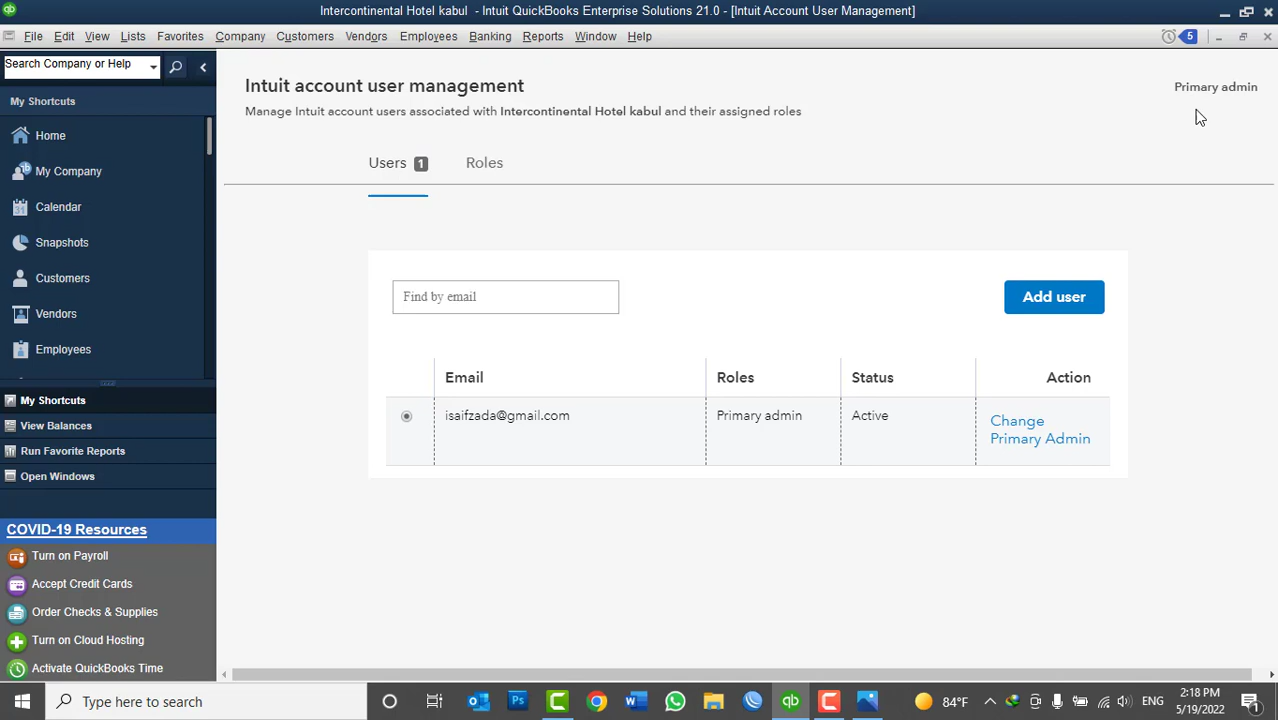 Intercontinental Hotel kabul - Intuit QuickBooks Enterprise Solutions 21.0 - [Intuit Account User Management]
File Edit View Lists Favorites Company Customers Vendors Employees Banking Reports Window Help
5
Search Company or Help
My Shortcuts
Home
My Company
Calendar
31
Snapshots
Customers
Vendors
Employees
My Shortcuts
View Balances
Run Favorite Reports
Open Windows
COVID-19 Resources
Turn on Payroll
Accept Credit Cards
Order Checks & Supplies
Turn on Cloud Hosting
Activate QuickBooks Time
Intuit account user management
Primary admin
Manage Intuit account users associated with Intercontinental Hotel kabul and their assigned roles
Users 1 Roles
Find by email
Add user
Email Roles Status Action
isaifzada@gmail.com Primary admin Active Change
Primary Admin
Type here to search
84°F
ENG
2:18 PM
5/19/2022
1